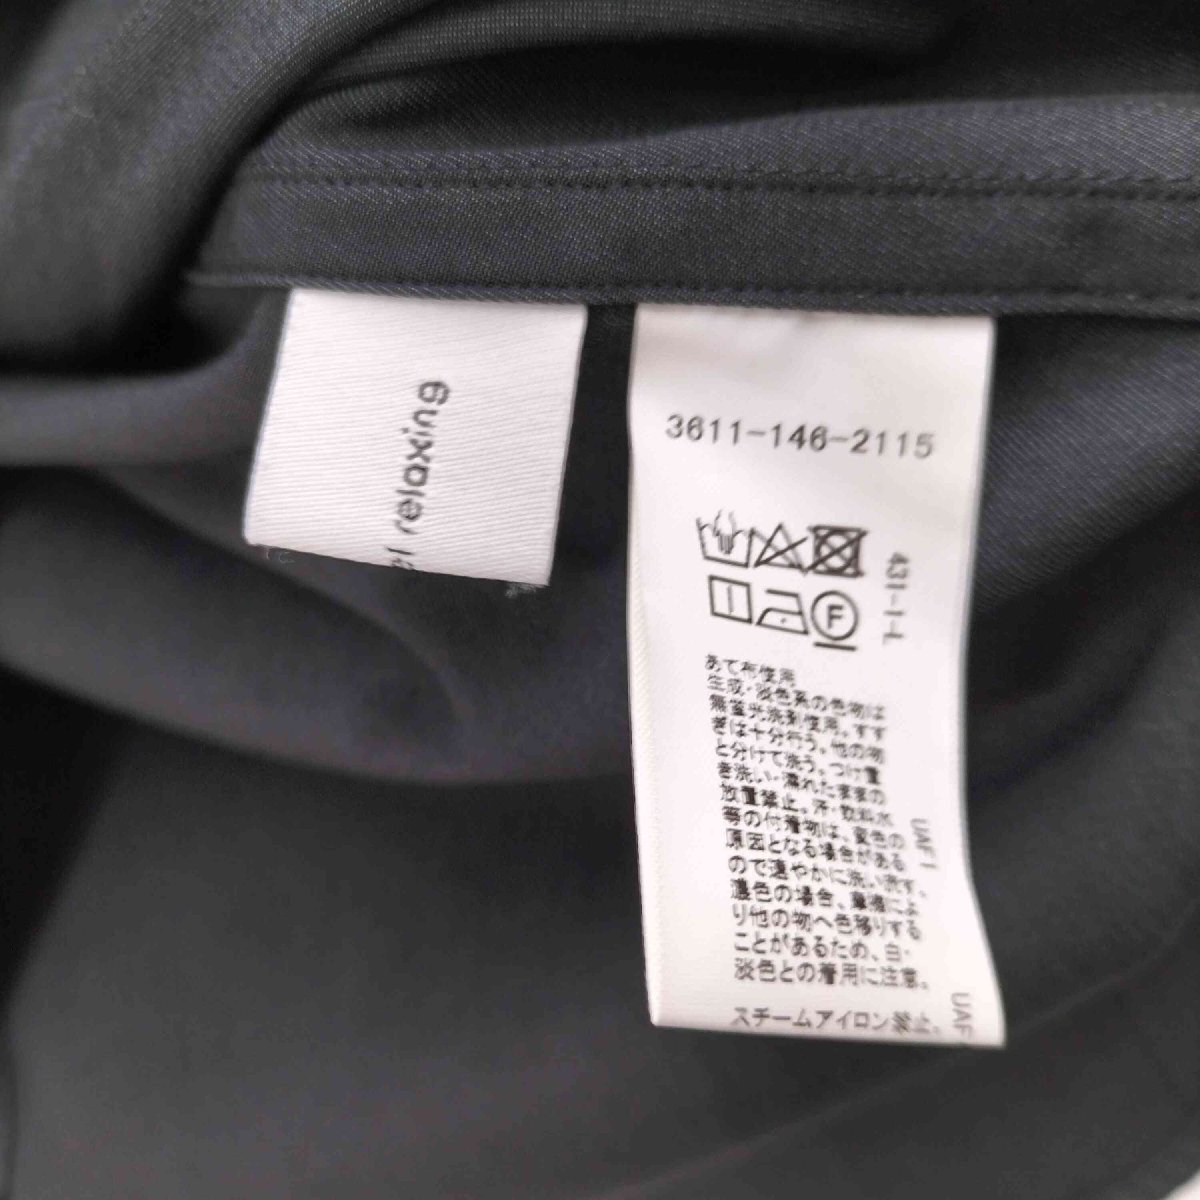 relaxing
3611-146-2115
F
431-1-L
あて布使用
生成・淡色系の色物は
無蛍光洗剤使用。すす
ぎは十分行う。他の物
と分けて洗う。つけ置
き洗い・濡れたままの
放置禁止。汗・飲料水
等の付着物は、変色の
原因となる場合がある
ので速やかに洗い流す。
濃色の場合、摩擦によ
り他の物へ色移りする
ことがあるため、白・
淡色との着用に注意。
スチームアイロン禁止。
UAF I
UAF